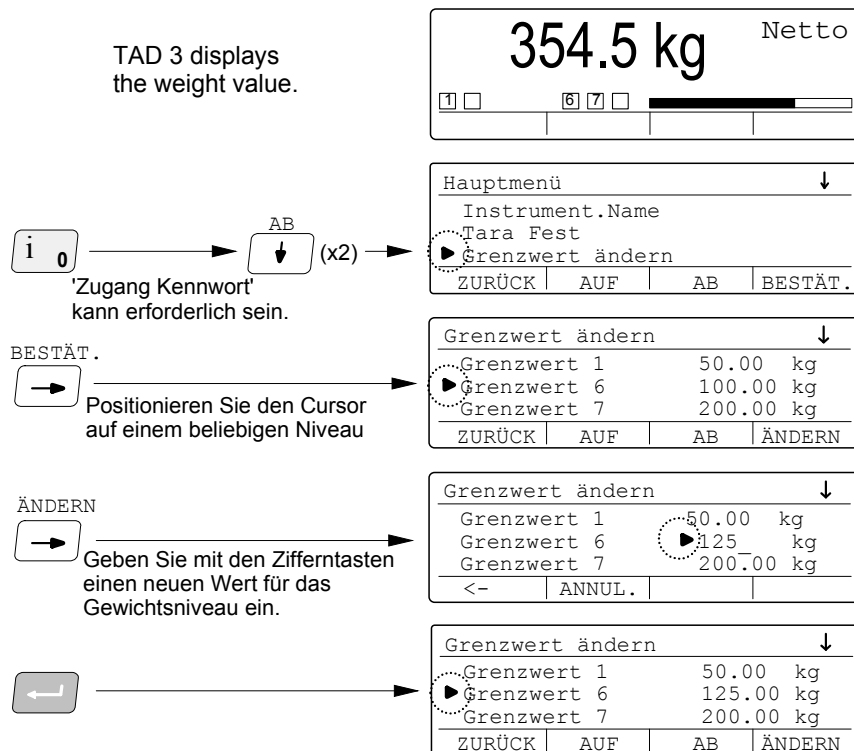 TAD 3 displays
the weight value.
354.5 kg Netto
1 6 7
Hauptmenü ↓
Instrument.Name
Tara Fest
Grenzwert ändern
ZURÜCK AUF AB BESTÄT.
i 0
AB
(x2)
'Zugang Kennwort'
kann erforderlich sein.
BESTÄT.
Positionieren Sie den Cursor
auf einem beliebigen Niveau
Grenzwert ändern ↓
Grenzwert 1 50.00 kg
Grenzwert 6 100.00 kg
Grenzwert 7 200.00 kg
ZURÜCK AUF AB ÄNDERN
ÄNDERN
Geben Sie mit den Zifferntasten
einen neuen Wert für das
Gewichtsniveau ein.
Grenzwert ändern ↓
Grenzwert 1 50.00 kg
Grenzwert 6 125_ kg
Grenzwert 7 200.00 kg
<- ANNUL.
Grenzwert ändern ↓
Grenzwert 1 50.00 kg
Grenzwert 6 125.00 kg
Grenzwert 7 200.00 kg
ZURÜCK AUF AB ÄNDERN